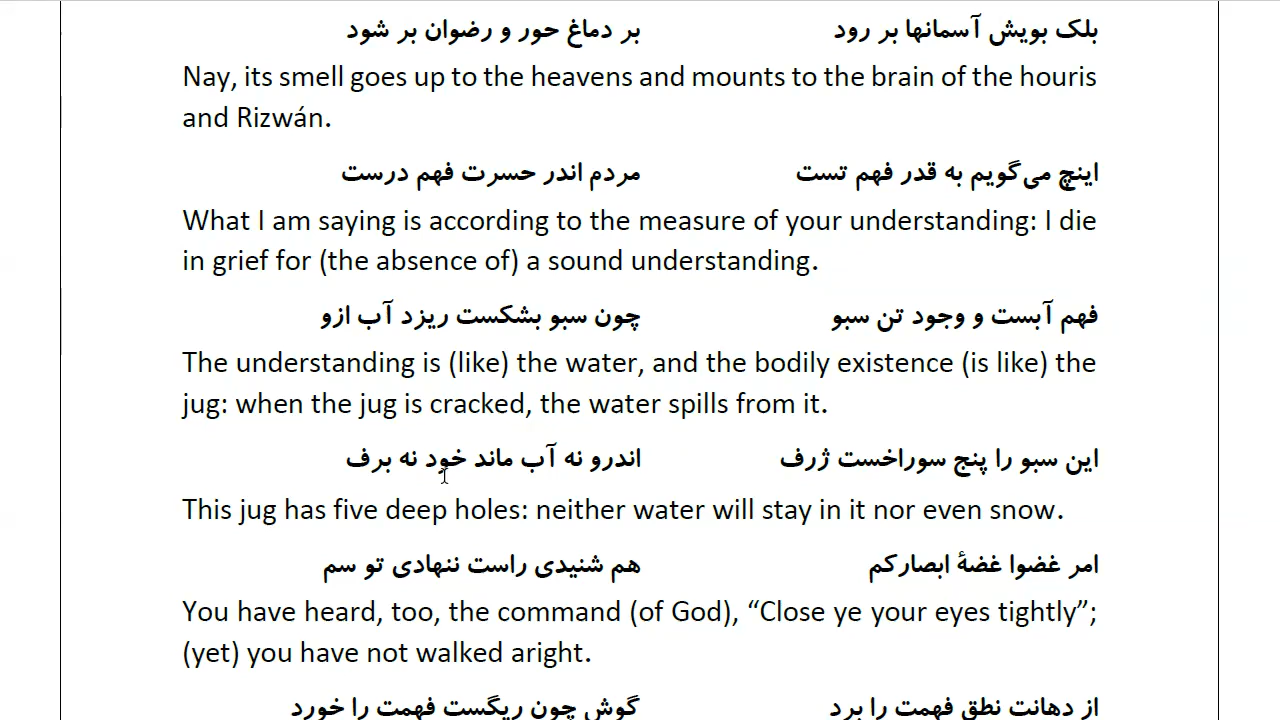 بلک بویش آسمانها بر رود بر دماغ حور و رضوان بر شود
Nay, its smell goes up to the heavens and mounts to the brain of the houris
and Rizwán.
اینچ می‌گویم به قدر فهم تست مردم اندر حسرت فهم درست
What I am saying is according to the measure of your understanding: I die
in grief for (the absence of) a sound understanding.
فهم آبست و وجود تن سبو چون سبو بشکست ریزد آب ازو
The understanding is (like) the water, and the bodily existence (is like) the
jug: when the jug is cracked, the water spills from it.
این سبو را پنج سوراخست ژرف اندرو نه آب ماند خود نه برف
This jug has five deep holes: neither water will stay in it nor even snow.
امر غضوا غضهٔ ابصارکم هم شنیدی راست ننهادی تو سم
You have heard, too, the command (of God), “Close ye your eyes tightly”;
(yet) you have not walked aright.
از دهانت نطق فهمت را برد گوش چون ریگست فهمت را خورد